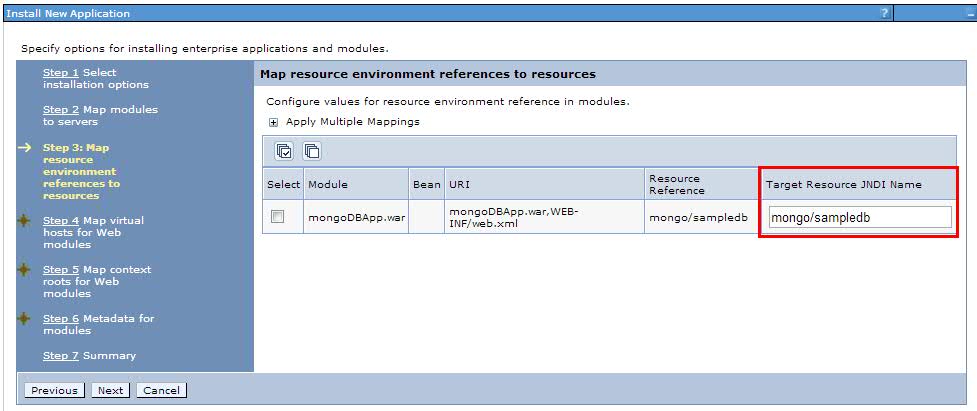 Install New Application
?
Specify options for installing enterprise applications and modules.
Step 1 Select
installation options
Step 2 Map modules
to servers
Step 3: Map
resource
environment
references to
resources
Step 4 Map virtual
hosts for Web
modules
Step 5 Map context
roots for Web
modules
Step 6 Metadata for
modules
Step 7 Summary
Map resource environment references to resources
Configure values for resource environment reference in modules.
Apply Multiple Mappings
Select Module Bean URI Resource Reference Target Resource JNDI Name
mongoDBApp.war mongoDBApp.war,WEB-INF/web.xml mongo/sampledb mongo/sampledb
Previous Next Cancel